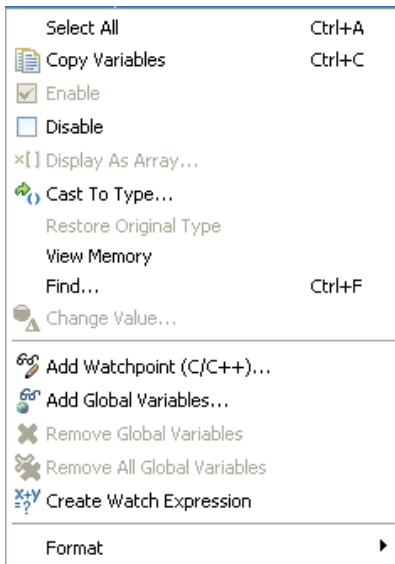 Select All Ctrl+A
Copy Variables Ctrl+C
Enable
Disable
Display As Array...
Cast To Type...
Restore Original Type
View Memory
Find... Ctrl+F
Change Value...
Add Watchpoint (C/C++)...
Add Global Variables...
Remove Global Variables
Remove All Global Variables
Create Watch Expression
Format